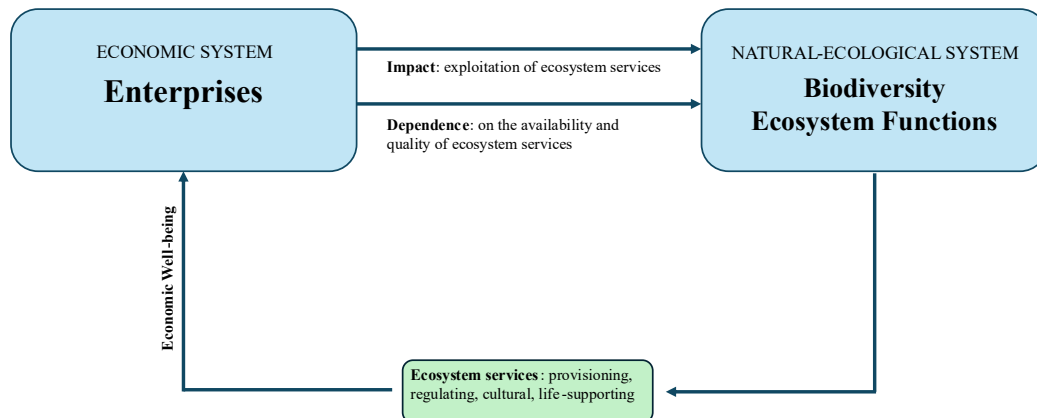 ECONOMIC SYSTEM
Enterprises
Impact: exploitation of ecosystem services
Dependence: on the availability and
quality of ecosystem services
NATURAL-ECOLOGICAL SYSTEM
Biodiversity
Ecosystem Functions
Economic Well-being
Ecosystem services: provisioning,
regulating, cultural, life-supporting